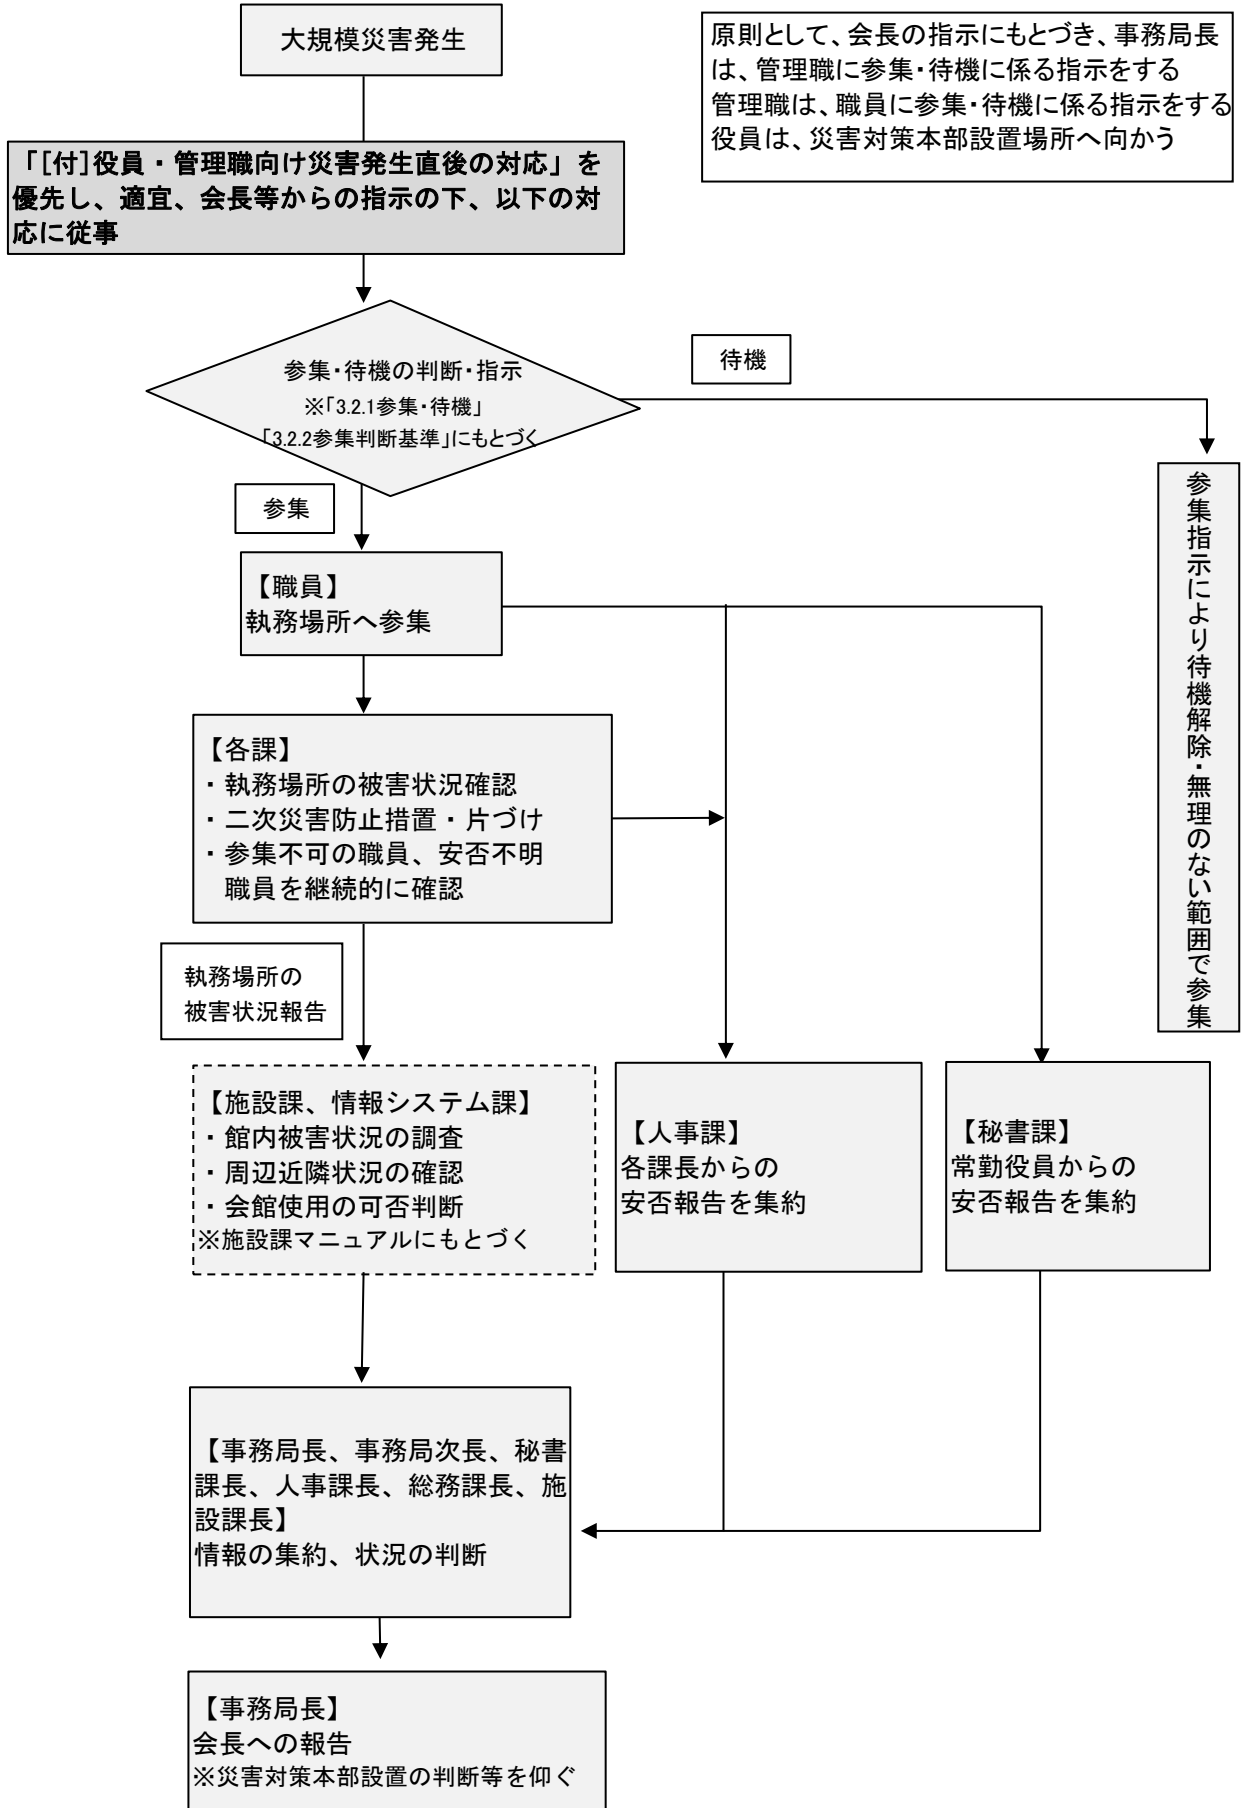 大規模災害発生
原則として、会長の指示にもとづき、事務局長
は、管理職に参集・待機に係る指示をする
管理職は、職員に参集・待機に係る指示をする
役員は、災害対策本部設置場所へ向かう
「[付]役員・管理職向け災害発生直後の対応」を
優先し、適宜、会長等からの指示の下、以下の対
応に従事
参集・待機の判断・指示
※「3.2.1参集・待機」
「3.2.2参集判断基準」にもとづく
待機
参集
参集指示により待機解除・無理のない範囲で参集
【職員】
執務場所へ参集
【各課】
・執務場所の被害状況確認
・二次災害防止措置・片づけ
・参集不可の職員、安否不明
職員を継続的に確認
執務場所の
被害状況報告
【施設課、情報システム課】
・館内被害状況の調査
・周辺近隣状況の確認
・会館使用の可否判断
※施設課マニュアルにもとづく
【人事課】
各課長からの
安否報告を集約
【秘書課】
常勤役員からの
安否報告を集約
【事務局長、事務局次長、秘書
課長、人事課長、総務課長、施
設課長】
情報の集約、状況の判断
【事務局長】
会長への報告
※災害対策本部設置の判断等を仰ぐ